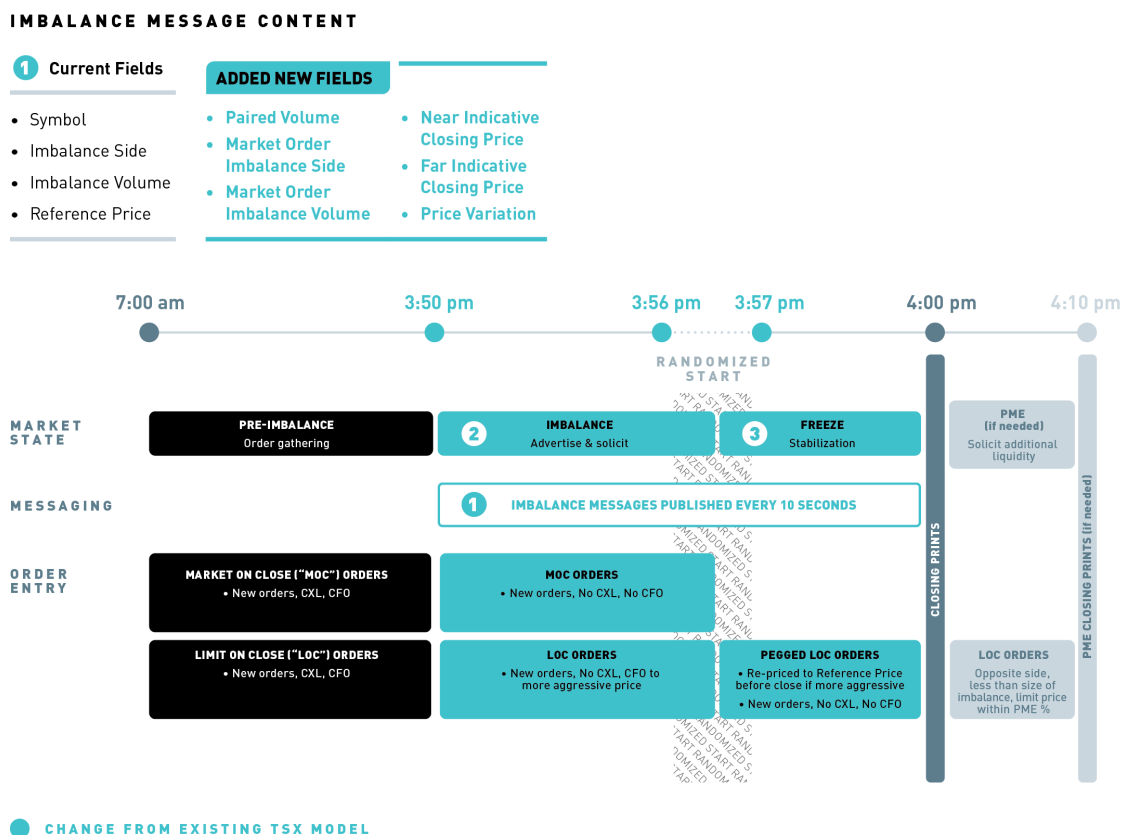 IMBALANCE MESSAGE CONTENT
1 Current Fields
• Symbol
• Imbalance Side
• Imbalance Volume
• Reference Price
ADDED NEW FIELDS
• Paired Volume
• Market Order
Imbalance Side
• Market Order
Imbalance Volume
• Near Indicative
Closing Price
• Far Indicative
Closing Price
• Price Variation
7:00 am
3:50 pm
3:56 pm
3:57 pm
4:00 pm
4:10 pm
RANDOMIZED
START
MARKET
STATE
PRE-IMBALANCE
Order gathering
2 IMBALANCE
Advertise & solicit
3 FREEZE
Stabilization
PME
(if needed)
Solicit additional
liquidity
MESSAGING
1 IMBALANCE MESSAGES PUBLISHED EVERY 10 SECONDS
ORDER
ENTRY
MARKET ON CLOSE (“MOC”) ORDERS
• New orders, CXL, CFO
MOC ORDERS
• New orders, No CXL, No CFO
LIMIT ON CLOSE (“LOC”) ORDERS
• New orders, CXL, CFO
LOC ORDERS
• New orders, No CXL, CFO to
more aggressive price
PEGGED LOC ORDERS
• Re-priced to Reference Price
before close if more aggressive
• New orders, No CXL, No CFO
LOC ORDERS
Opposite side,
less than size of
imbalance, limit price
within PME %
CLOSING PRINTS
PME CLOSING PRINTS (if needed)
CHANGE FROM EXISTING TSX MODEL